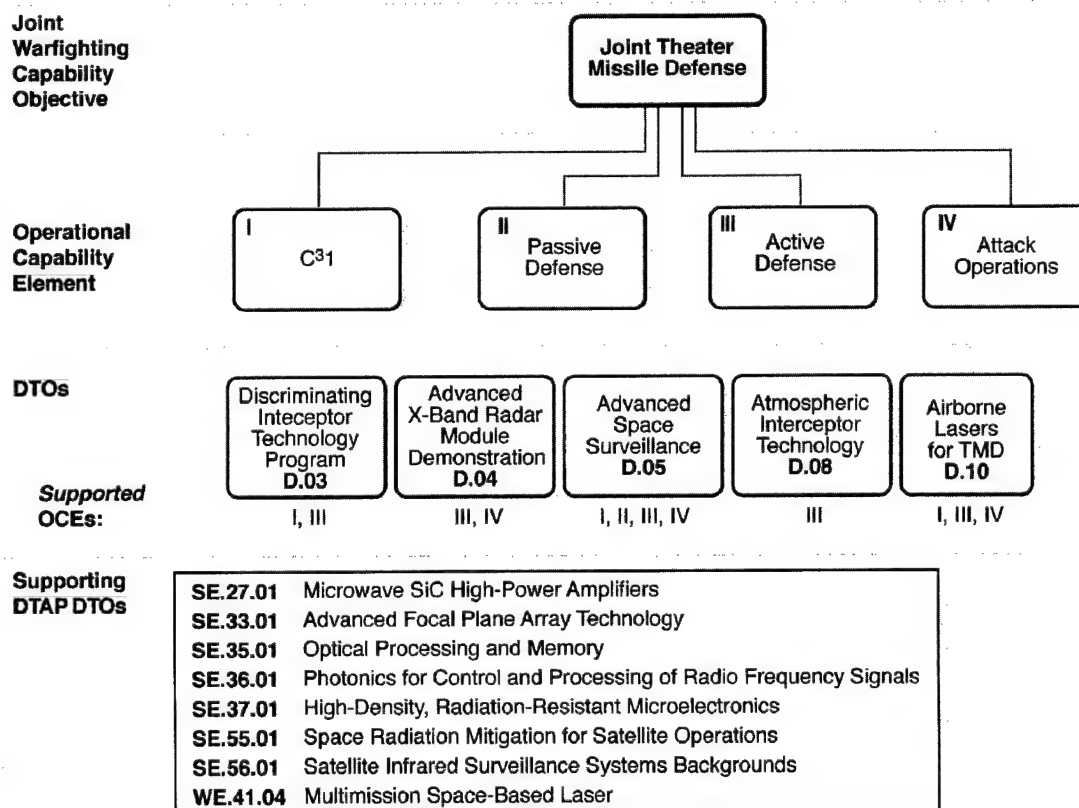 Joint
Warfighting
Capability
Objective
Joint Theater
Missile Defense
Operational
Capability
Element
I
C³1
II
Passive
Defense
III
Active
Defense
IV
Attack
Operations
DTOs
Discriminating
Inteceptor
Technology
Program
D.03
Advanced
X-Band Radar
Module
Demonstration
D.04
Advanced
Space
Surveillance
D.05
Atmospheric
Interceptor
Technology
D.08
Airborne
Lasers
for TMD
D.10
Supported
OCEs:
I, III
III, IV
I, II, III, IV
III
I, III, IV
Supporting
DTAP DTOs
SE.27.01 Microwave SiC High-Power Amplifiers
SE.33.01 Advanced Focal Plane Array Technology
SE.35.01 Optical Processing and Memory
SE.36.01 Photonics for Control and Processing of Radio Frequency Signals
SE.37.01 High-Density, Radiation-Resistant Microelectronics
SE.55.01 Space Radiation Mitigation for Satellite Operations
SE.56.01 Satellite Infrared Surveillance Systems Backgrounds
WE.41.04 Multimission Space-Based Laser